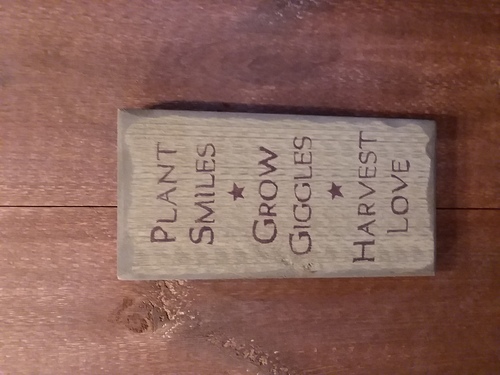 PLANT
SMILES
GROW
GIGGLES
HARVEST
LOVE